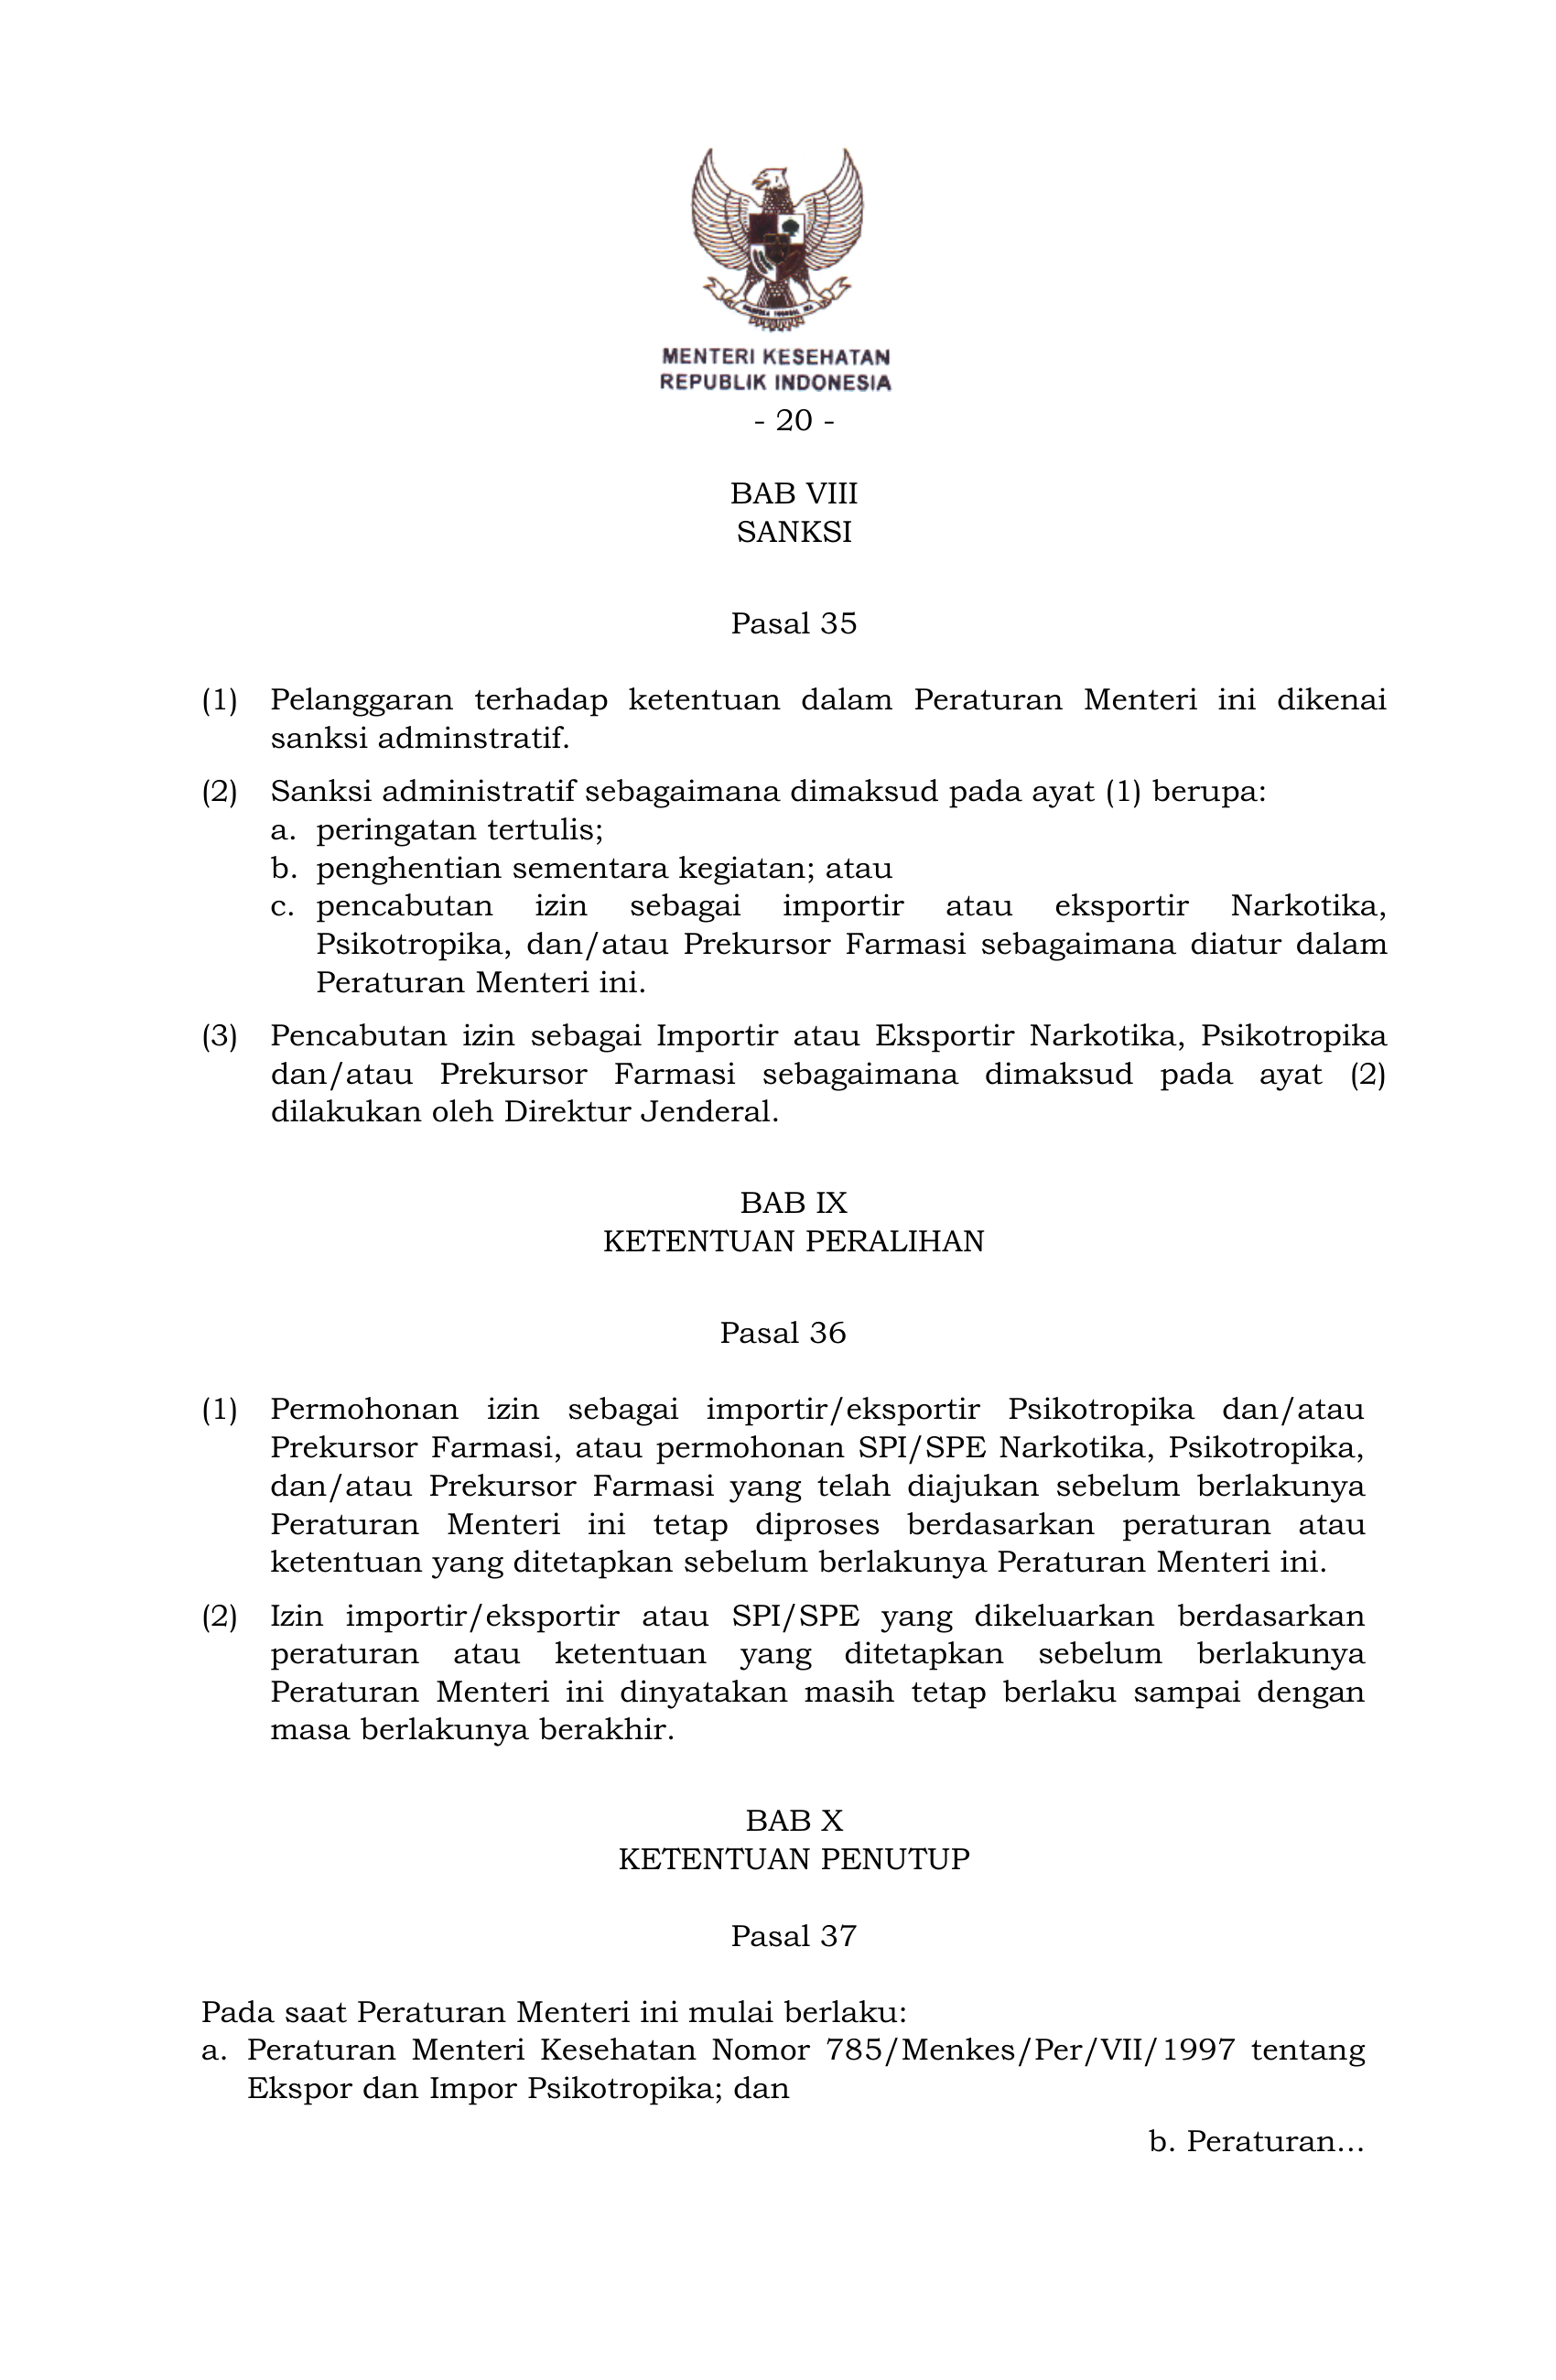 MENTERI KESEHATAN
REPUBLIK INDONESIA
- 20 -
BAB VIII
SANKSI
Pasal 35
(1) Pelanggaran terhadap ketentuan dalam Peraturan Menteri ini dikenai
sanksi adminstratif.
(2) Sanksi administratif sebagaimana dimaksud pada ayat (1) berupa:
a. peringatan tertulis;
b. penghentian sementara kegiatan; atau
c. pencabutan izin sebagai importir atau eksportir Narkotika,
Psikotropika, dan/atau Prekursor Farmasi sebagaimana diatur dalam
Peraturan Menteri ini.
(3) Pencabutan izin sebagai Importir atau Eksportir Narkotika, Psikotropika
dan/atau Prekursor Farmasi sebagaimana dimaksud pada ayat (2)
dilakukan oleh Direktur Jenderal.
BAB IX
KETENTUAN PERALIHAN
Pasal 36
(1) Permohonan izin sebagai importir/eksportir Psikotropika dan/atau
Prekursor Farmasi, atau permohonan SPI/SPE Narkotika, Psikotropika,
dan/atau Prekursor Farmasi yang telah diajukan sebelum berlakunya
Peraturan Menteri ini tetap diproses berdasarkan peraturan atau
ketentuan yang ditetapkan sebelum berlakunya Peraturan Menteri ini.
(2) Izin importir/eksportir atau SPI/SPE yang dikeluarkan berdasarkan
peraturan atau ketentuan yang ditetapkan sebelum berlakunya
Peraturan Menteri ini dinyatakan masih tetap berlaku sampai dengan
masa berlakunya berakhir.
BAB X
KETENTUAN PENUTUP
Pasal 37
Pada saat Peraturan Menteri ini mulai berlaku:
a. Peraturan Menteri Kesehatan Nomor 785/Menkes/Per/VII/1997 tentang
Ekspor dan Impor Psikotropika; dan
b. Peraturan...